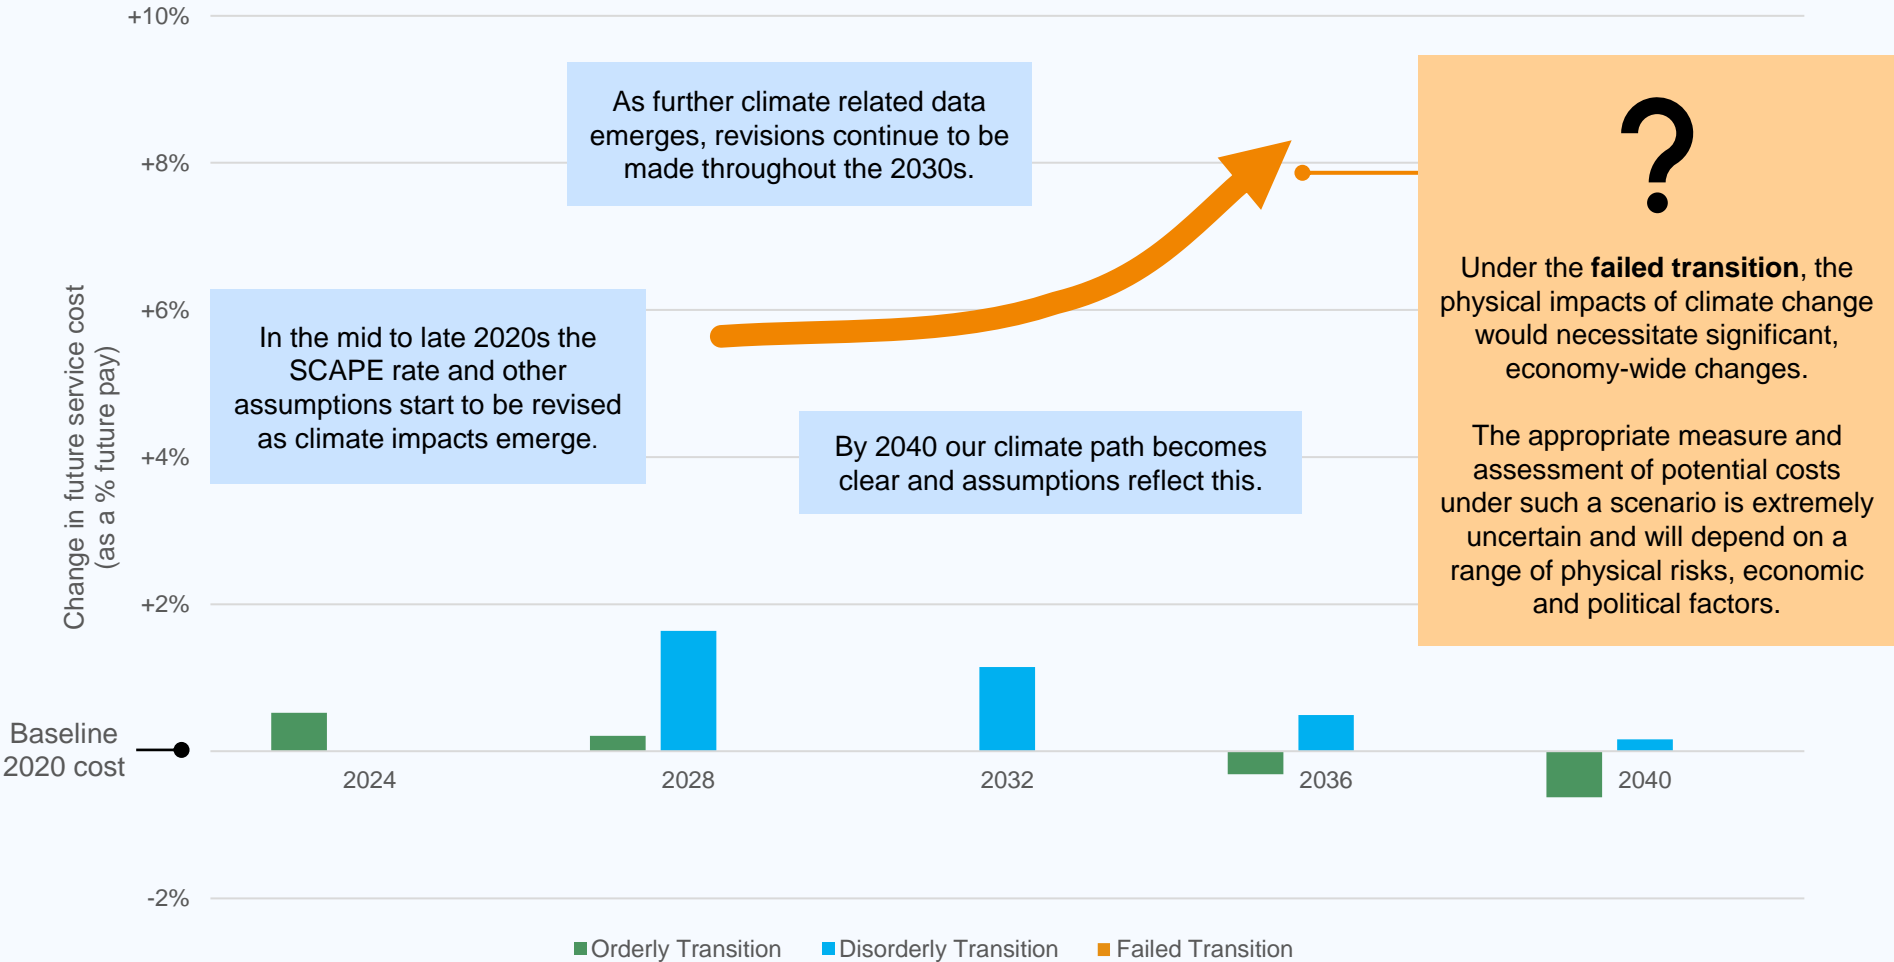 +10%
+8%
+6%
+4%
+2%
-2%
Change in future service cost
(as a % future pay)
Baseline
2020 cost
As further climate related data
emerges, revisions continue to be
made throughout the 2030s.
In the mid to late 2020s the
SCAPE rate and other
assumptions start to be revised
as climate impacts emerge.
By 2040 our climate path becomes
clear and assumptions reflect this.
?
Under the failed transition, the
physical impacts of climate change
would necessitate significant,
economy-wide changes.
The appropriate measure and
assessment of potential costs
under such a scenario is extremely
uncertain and will depend on a
range of physical risks, economic
and political factors.
2024
2028
2032
2036
2040
Orderly Transition
Disorderly Transition
Failed Transition